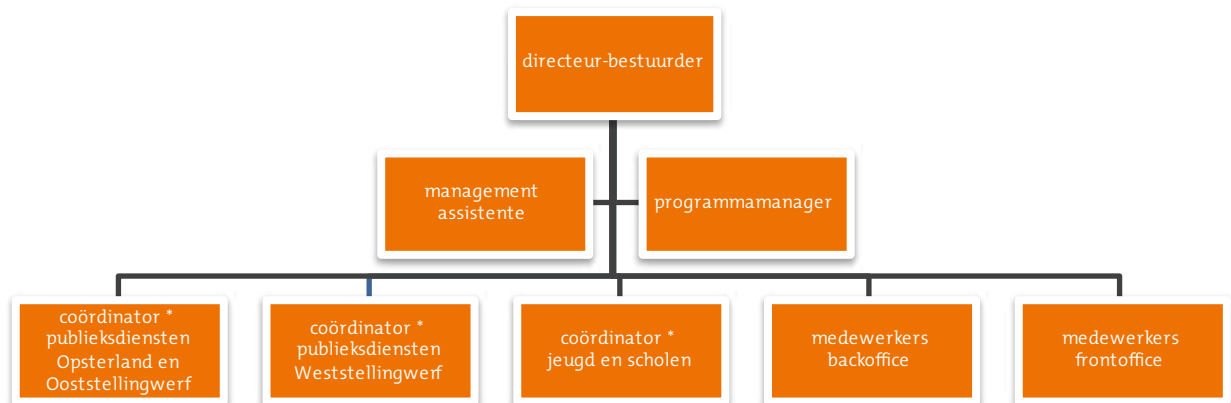 directeur-bestuurder
management
assistente
programmamanager
coördinator *
publieksdiensten
Opsterland en
Ooststellingwerf
coördinator *
publieksdiensten
Weststellingwerf
coördinator *
jeugd en scholen
medewerkers
backoffice
medewerkers
frontoffice